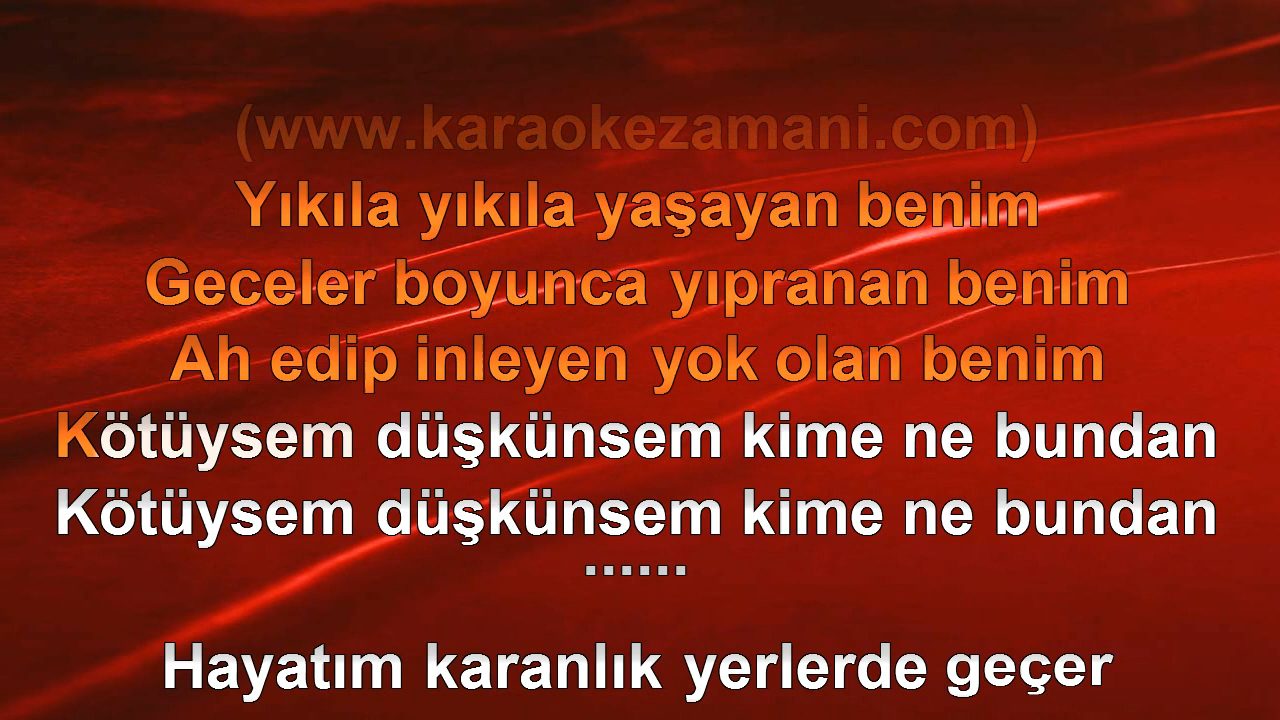 (www.karaokezamani.com)
Yıkıla yıkıla yaşayan benim
Geceler boyunca yıpranan benim
Ah edip inleyen yok olan benim
Kötüysem düşkünsem kime ne bundan
Kötüysem düşkünsem kime ne bundan
......
Hayatım karanlık yerlerde geçer